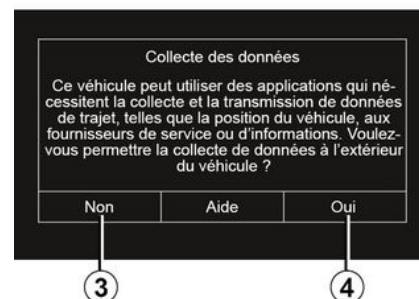 Collecte des données
Ce véhicule peut utiliser des applications qui né-
cessitent la collecte et la transmission de données
de trajet, telles que la position du véhicule, aux
fournisseurs de service ou d'informations. Voulez-
vous permettre la collecte de données à l'extérieur
du véhicule ?
Non Aide Oui
3 4